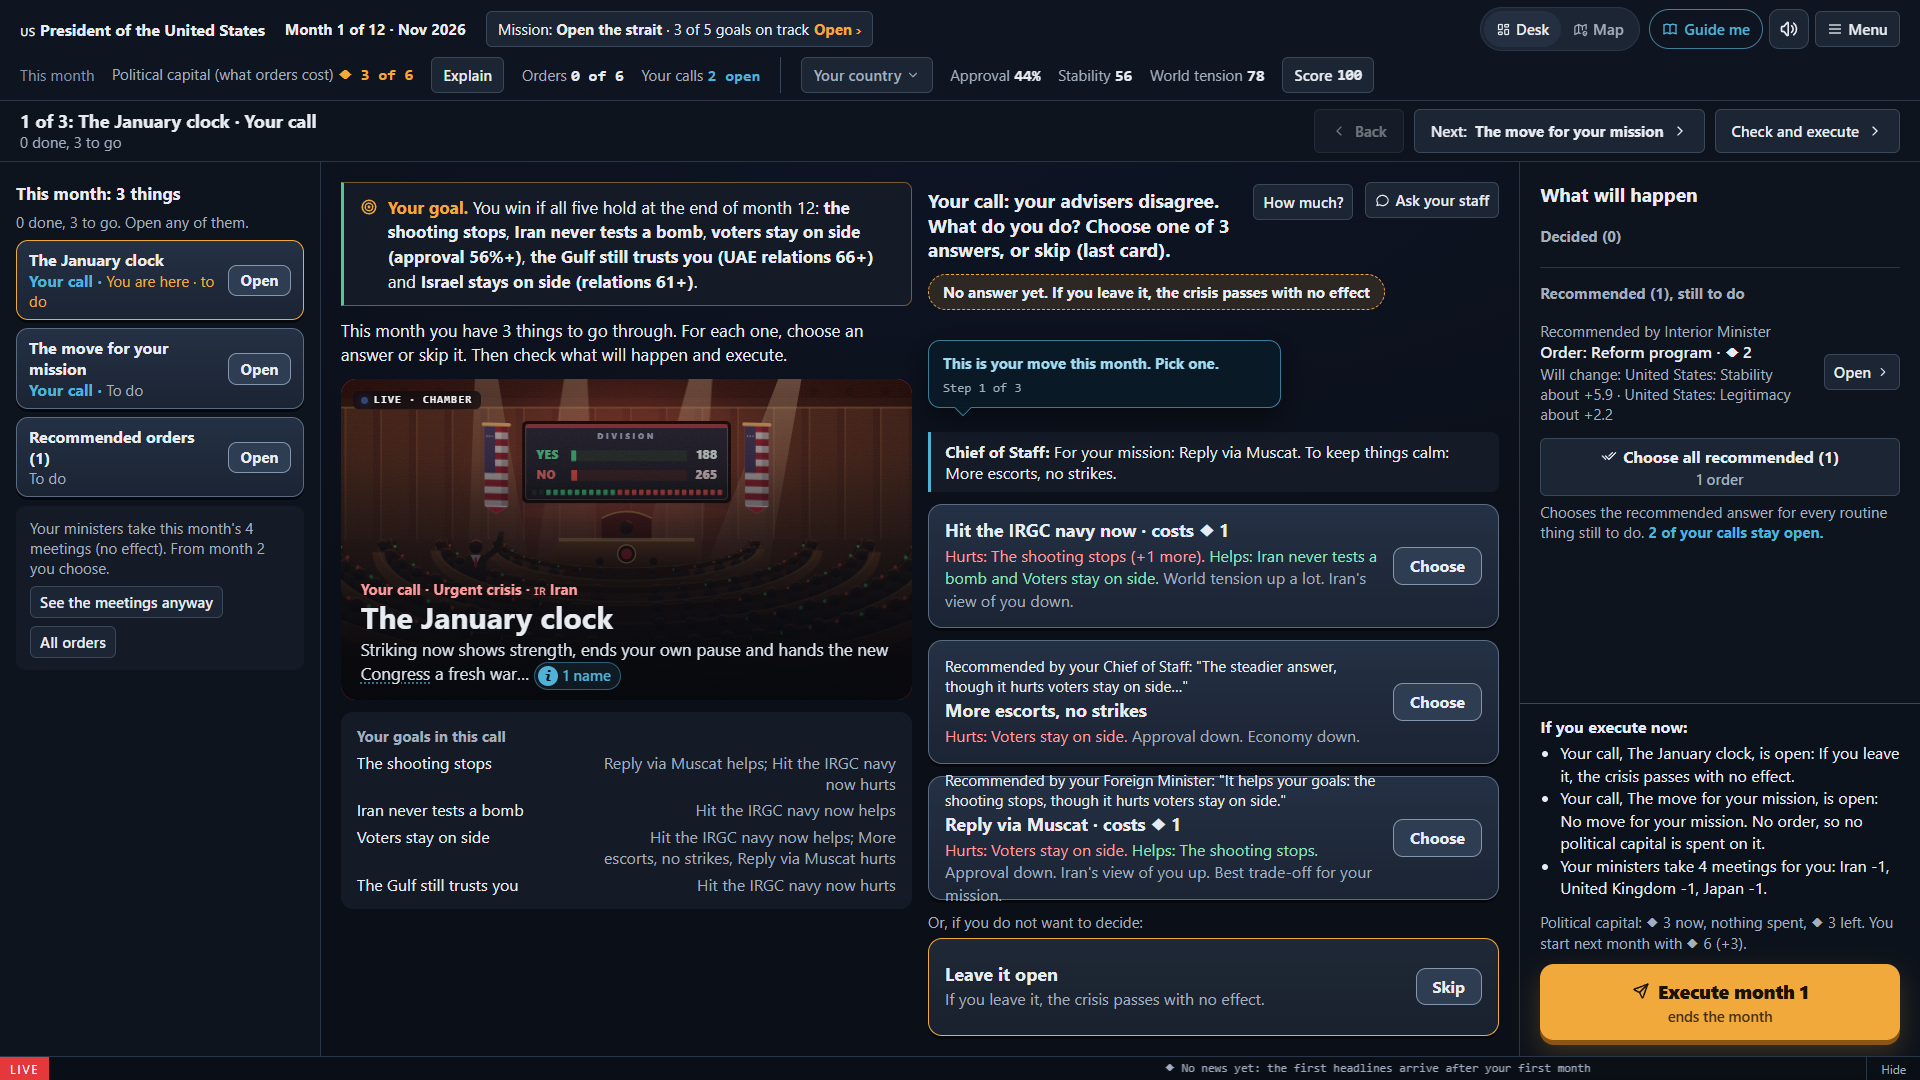 US President of the United States
Month 1 of 12 · Nov 2026
Mission: Open the strait · 3 of 5 goals on track Open ›
Desk
Map
Guide me
Menu
This month
Political capital (what orders cost) ◆ 3 of 6
Explain
Orders 0 of 6
Your calls 2 open
Your country
Approval 44%
Stability 56
World tension 78
Score 100
1 of 3: The January clock · Your call
0 done, 3 to go
Back
Next: The move for your mission
Check and execute
This month: 3 things
0 done, 3 to go. Open any of them.
The January clock
Your call · You are here · to
do
Open
The move for your
mission
Your call · To do
Open
Recommended orders
(1)
To do
Open
Your ministers take this month's 4
meetings (no effect). From month 2
you choose.
See the meetings anyway
All orders
Your goal. You win if all five hold at the end of month 12: the
shooting stops, Iran never tests a bomb, voters stay on side
(approval 56%+), the Gulf still trusts you (UAE relations 66+)
and Israel stays on side (relations 61+).
This month you have 3 things to go through. For each one, choose an
answer or skip it. Then check what will happen and execute.
LIVE · CHAMBER
DIVISION
YES 188
NO 265
Your call · Urgent crisis · IR Iran
The January clock
Striking now shows strength, ends your own pause and hands the new
Congress a fresh war... i 1 name
Your goals in this call
The shooting stops
Reply via Muscat helps; Hit the IRGC navy
now hurts
Iran never tests a bomb
Hit the IRGC navy now helps
Voters stay on side
Hit the IRGC navy now helps; More
escorts, no strikes, Reply via Muscat hurts
The Gulf still trusts you
Hit the IRGC navy now hurts
Your call: your advisers disagree.
What do you do? Choose one of 3
answers, or skip (last card).
How much?
Ask your staff
No answer yet. If you leave it, the crisis passes with no effect
This is your move this month. Pick one.
Step 1 of 3
Chief of Staff: For your mission: Reply via Muscat. To keep things calm:
More escorts, no strikes.
Hit the IRGC navy now · costs ◆ 1
Hurts: The shooting stops (+1 more). Helps: Iran never tests a
bomb and Voters stay on side. World tension up a lot. Iran's
view of you down.
Choose
Recommended by your Chief of Staff: "The steadier answer,
though it hurts voters stay on side..."
More escorts, no strikes
Hurts: Voters stay on side. Approval down. Economy down.
Choose
Recommended by your Foreign Minister: "It helps your goals: the
shooting stops, though it hurts voters stay on side."
Reply via Muscat · costs ◆ 1
Hurts: Voters stay on side. Helps: The shooting stops.
Approval down. Iran's view of you up. Best trade-off for your
mission.
Choose
Or, if you do not want to decide:
Leave it open
If you leave it, the crisis passes with no effect.
Skip
What will happen
Decided (0)
Recommended (1), still to do
Recommended by Interior Minister
Order: Reform program · ◆ 2
Will change: United States: Stability
about +5.9 · United States: Legitimacy
about +2.2
Open
Choose all recommended (1)
1 order
Chooses the recommended answer for every routine
thing still to do. 2 of your calls stay open.
If you execute now:
• Your call, The January clock, is open: If you leave
it, the crisis passes with no effect.
• Your call, The move for your mission, is open:
No move for your mission. No order, so no
political capital is spent on it.
• Your ministers take 4 meetings for you: Iran -1,
United Kingdom -1, Japan -1.
Political capital: ◆ 3 now, nothing spent, ◆ 3 left. You
start next month with ◆ 6 (+3).
Execute month 1
ends the month
LIVE
◆ No news yet: the first headlines arrive after your first month
Hide